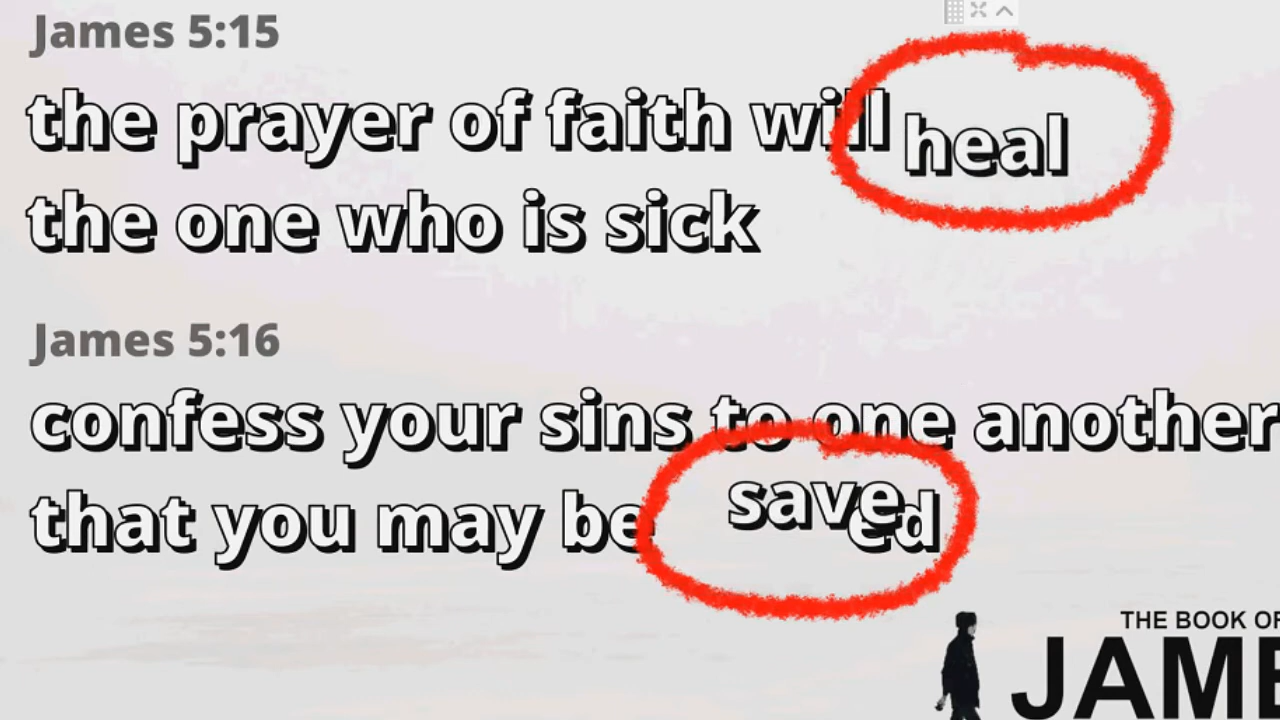 James 5:15
the prayer of faith will heal
the one who is sick
James 5:16
confess your sins to one another
that you may be saveed
THE BOOK OF
JAME